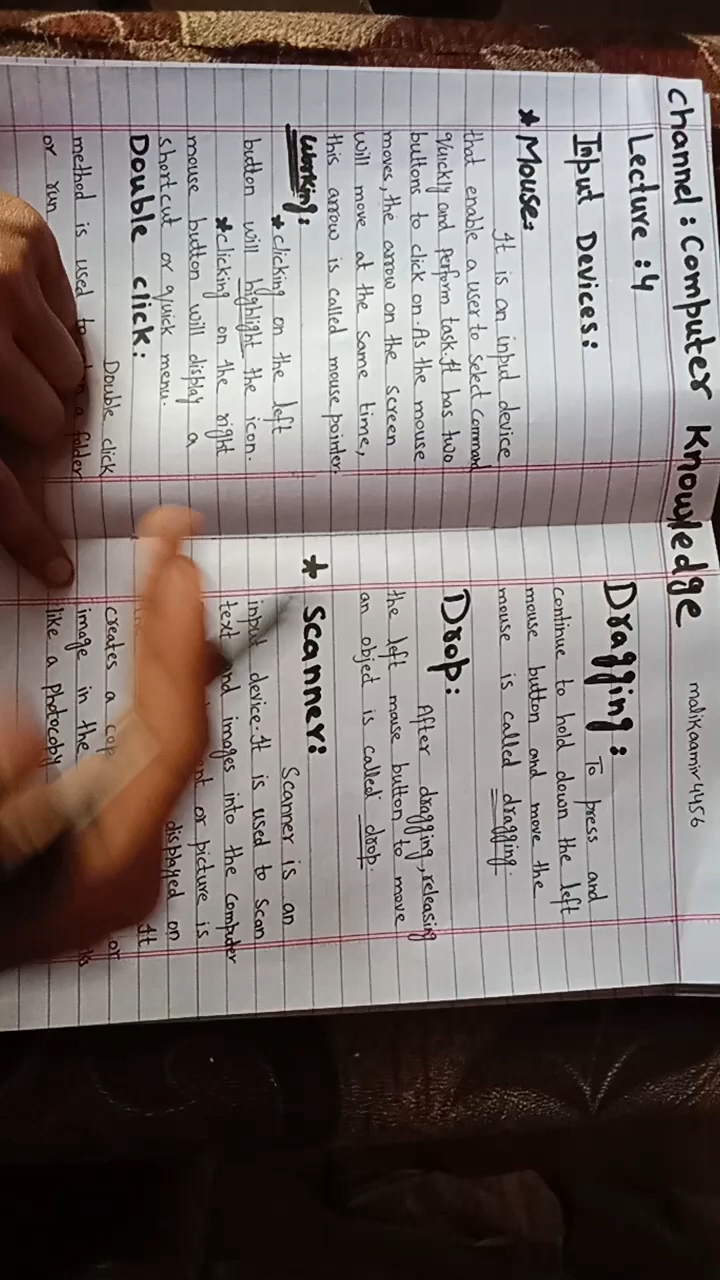 Channel: Computer Knowledge
malikaamir4456
Lecture: 4
Input Devices:
* Mouse:
It is an input device
that enable a user to select command
quickly and perform task. It has two
buttons to click on. As the mouse
moves, the arrow on the screen
will move at the same time,
this arrow is called mouse pointer.
Working:
* clicking on the left
button will highlight the icon.
* clicking on the right
mouse button will display a
shortcut or quick menu.
Double click:
Double click
method is used to a folder
or run
Dragging:
To press and
continue to hold down the left
mouse button and move the
mouse is called dragging.
Drop:
After dragging, releasing
the left mouse button to move
an object is called drop.
* Scanner:
Scanner is an
input device. It is used to scan
text and images into the computer
or picture is
displayed on
It
creates a or
image in the
like a photocopy